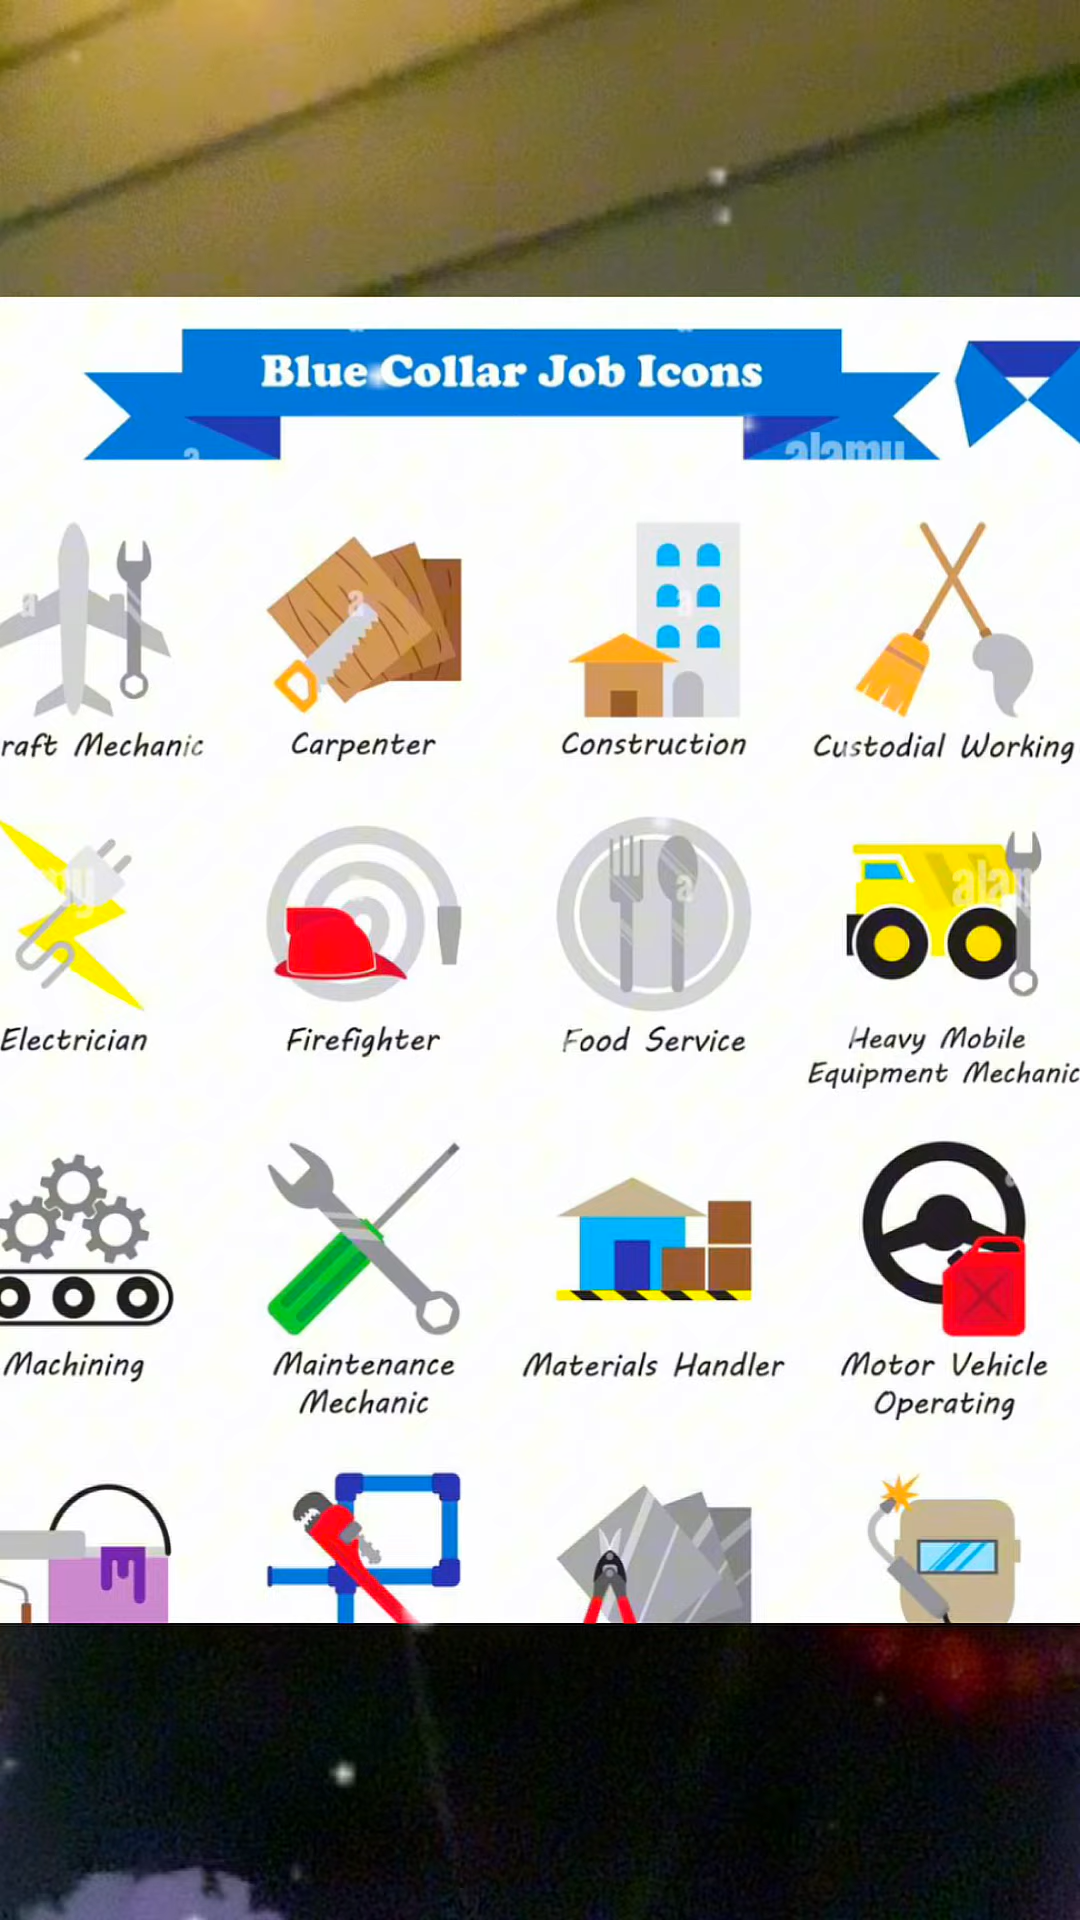 Blue Collar Job Icons
alamy
raft Mechanic
Carpenter
Construction
Custodial Working
Electrician
Firefighter
Food Service
Heavy Mobile
Equipment Mechanic
Machining
Maintenance
Mechanic
Materials Handler
Motor Vehicle
Operating